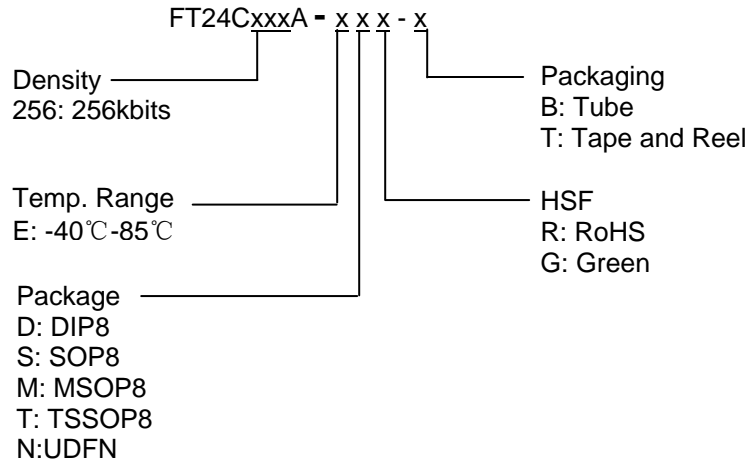 FT24CxxxA - x x x - x
Density
256: 256kbits
Packaging
B: Tube
T: Tape and Reel
Temp. Range
E: -40℃-85℃
HSF
R: RoHS
G: Green
Package
D: DIP8
S: SOP8
M: MSOP8
T: TSSOP8
N:UDFN